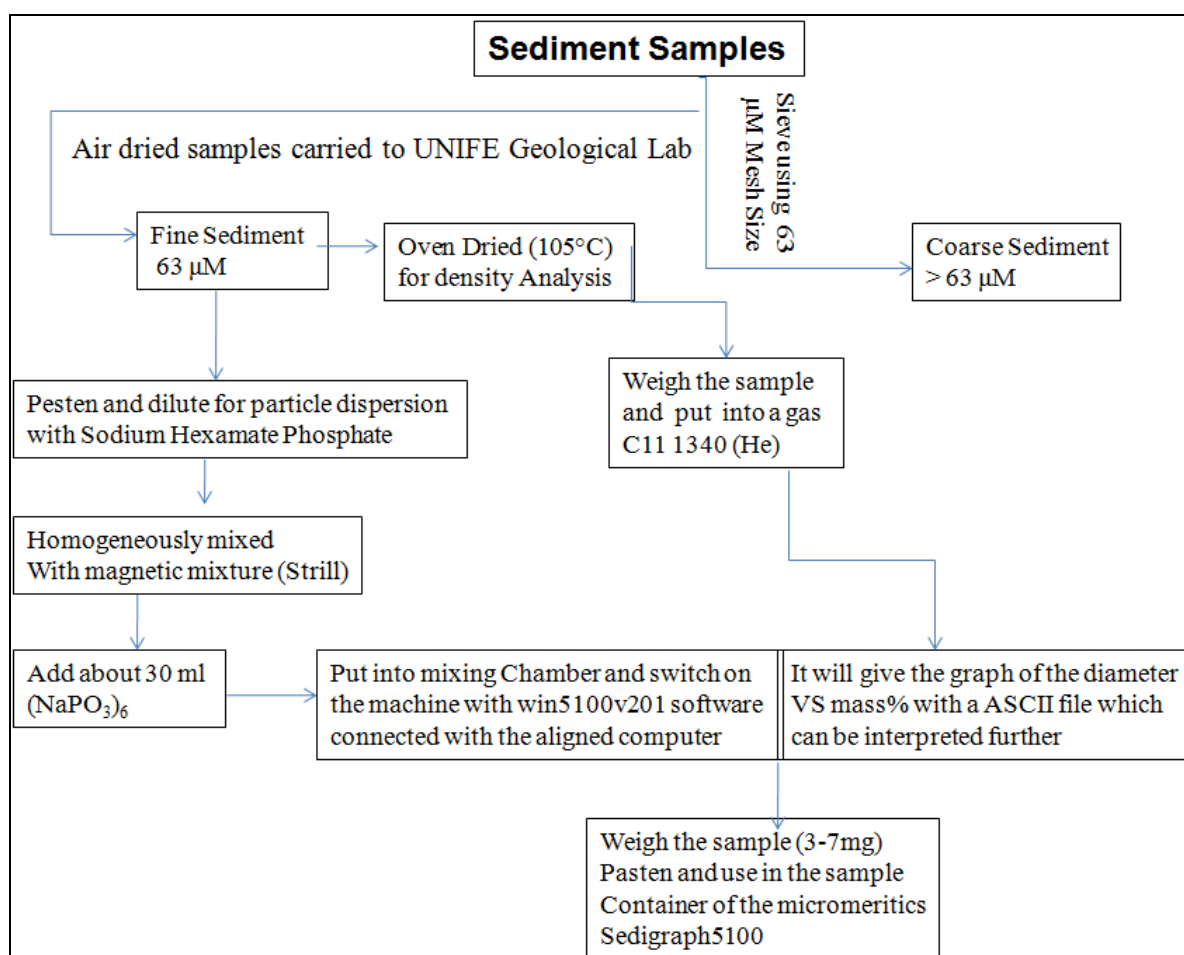 Sediment Samples
Air dried samples carried to UNIFE Geological Lab
Sieve using 63
µM Mesh Size
Fine Sediment
63 µM
Oven Dried (105°C)
for density Analysis
Coarse Sediment
> 63 µM
Pesten and dilute for particle dispersion
with Sodium Hexamate Phosphate
Weigh the sample
and put into a gas
C11 1340 (He)
Homogeneously mixed
With magnetic mixture (Strill)
Add about 30 ml
(NaPO₃)₆
Put into mixing Chamber and switch on
the machine with win5100v201 software
connected with the aligned computer
It will give the graph of the diameter
VS mass% with a ASCII file which
can be interpreted further
Weigh the sample (3-7mg)
Pasten and use in the sample
Container of the micromeritics
Sedigraph5100